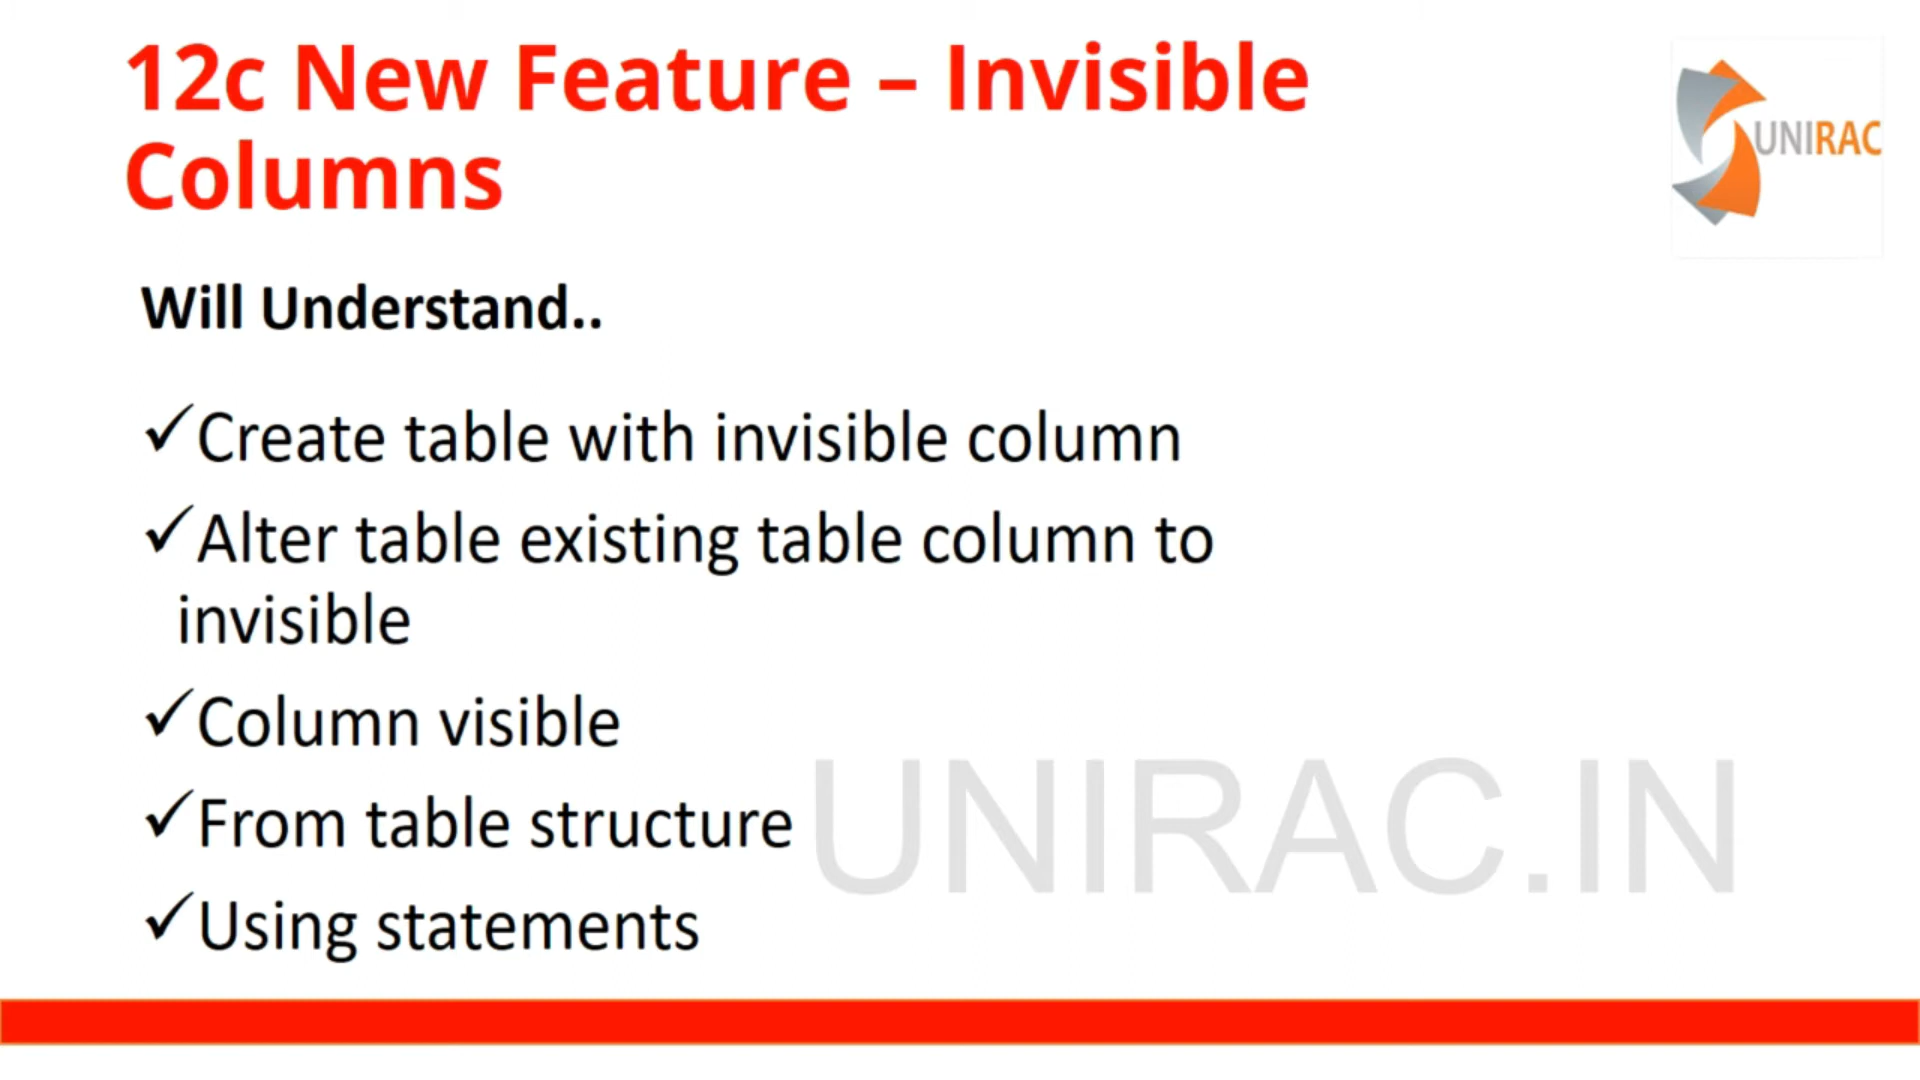 12c New Feature – Invisible
Columns
UNIRAC
Will Understand..
✓Create table with invisible column
✓Alter table existing table column to
invisible
✓Column visible
✓From table structure
UNIRAC.IN
✓Using statements